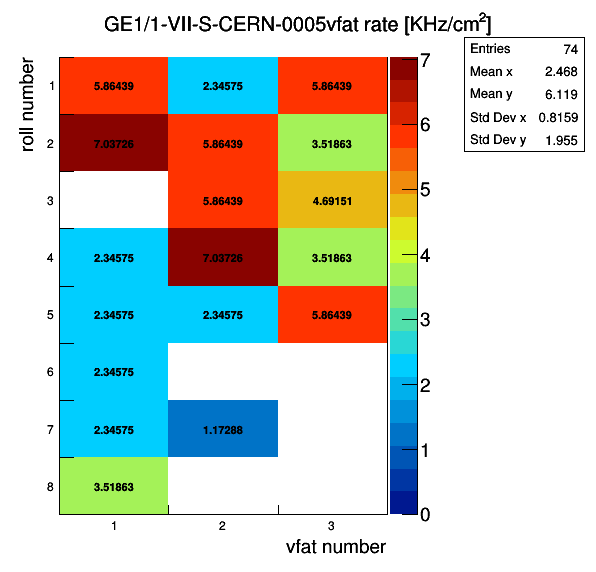 GE1/1-VII-S-CERN-0005vfat rate [KHz/cm²]
Entries 74
Mean x 2.468
Mean y 6.119
Std Dev x 0.8159
Std Dev y 1.955
roll number
1 5.86439 2.34575 5.86439
2 7.03726 5.86439 3.51863
3 5.86439 4.69151
4 2.34575 7.03726 3.51863
5 2.34575 2.34575 5.86439
6 2.34575
7 2.34575 1.17288
8 3.51863
1 2 3
vfat number
7
6
5
4
3
2
1
0